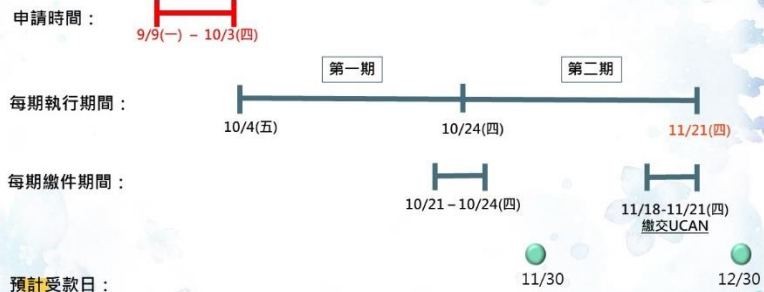 申請時間：
9/9(一) – 10/3(四)
第一期
第二期
每期執行期間：
10/4(五)
10/24(四)
11/21(四)
每期繳件期間：
10/21 – 10/24(四)
11/18-11/21(四)
繳交UCAN
預計受款日：
11/30
12/30